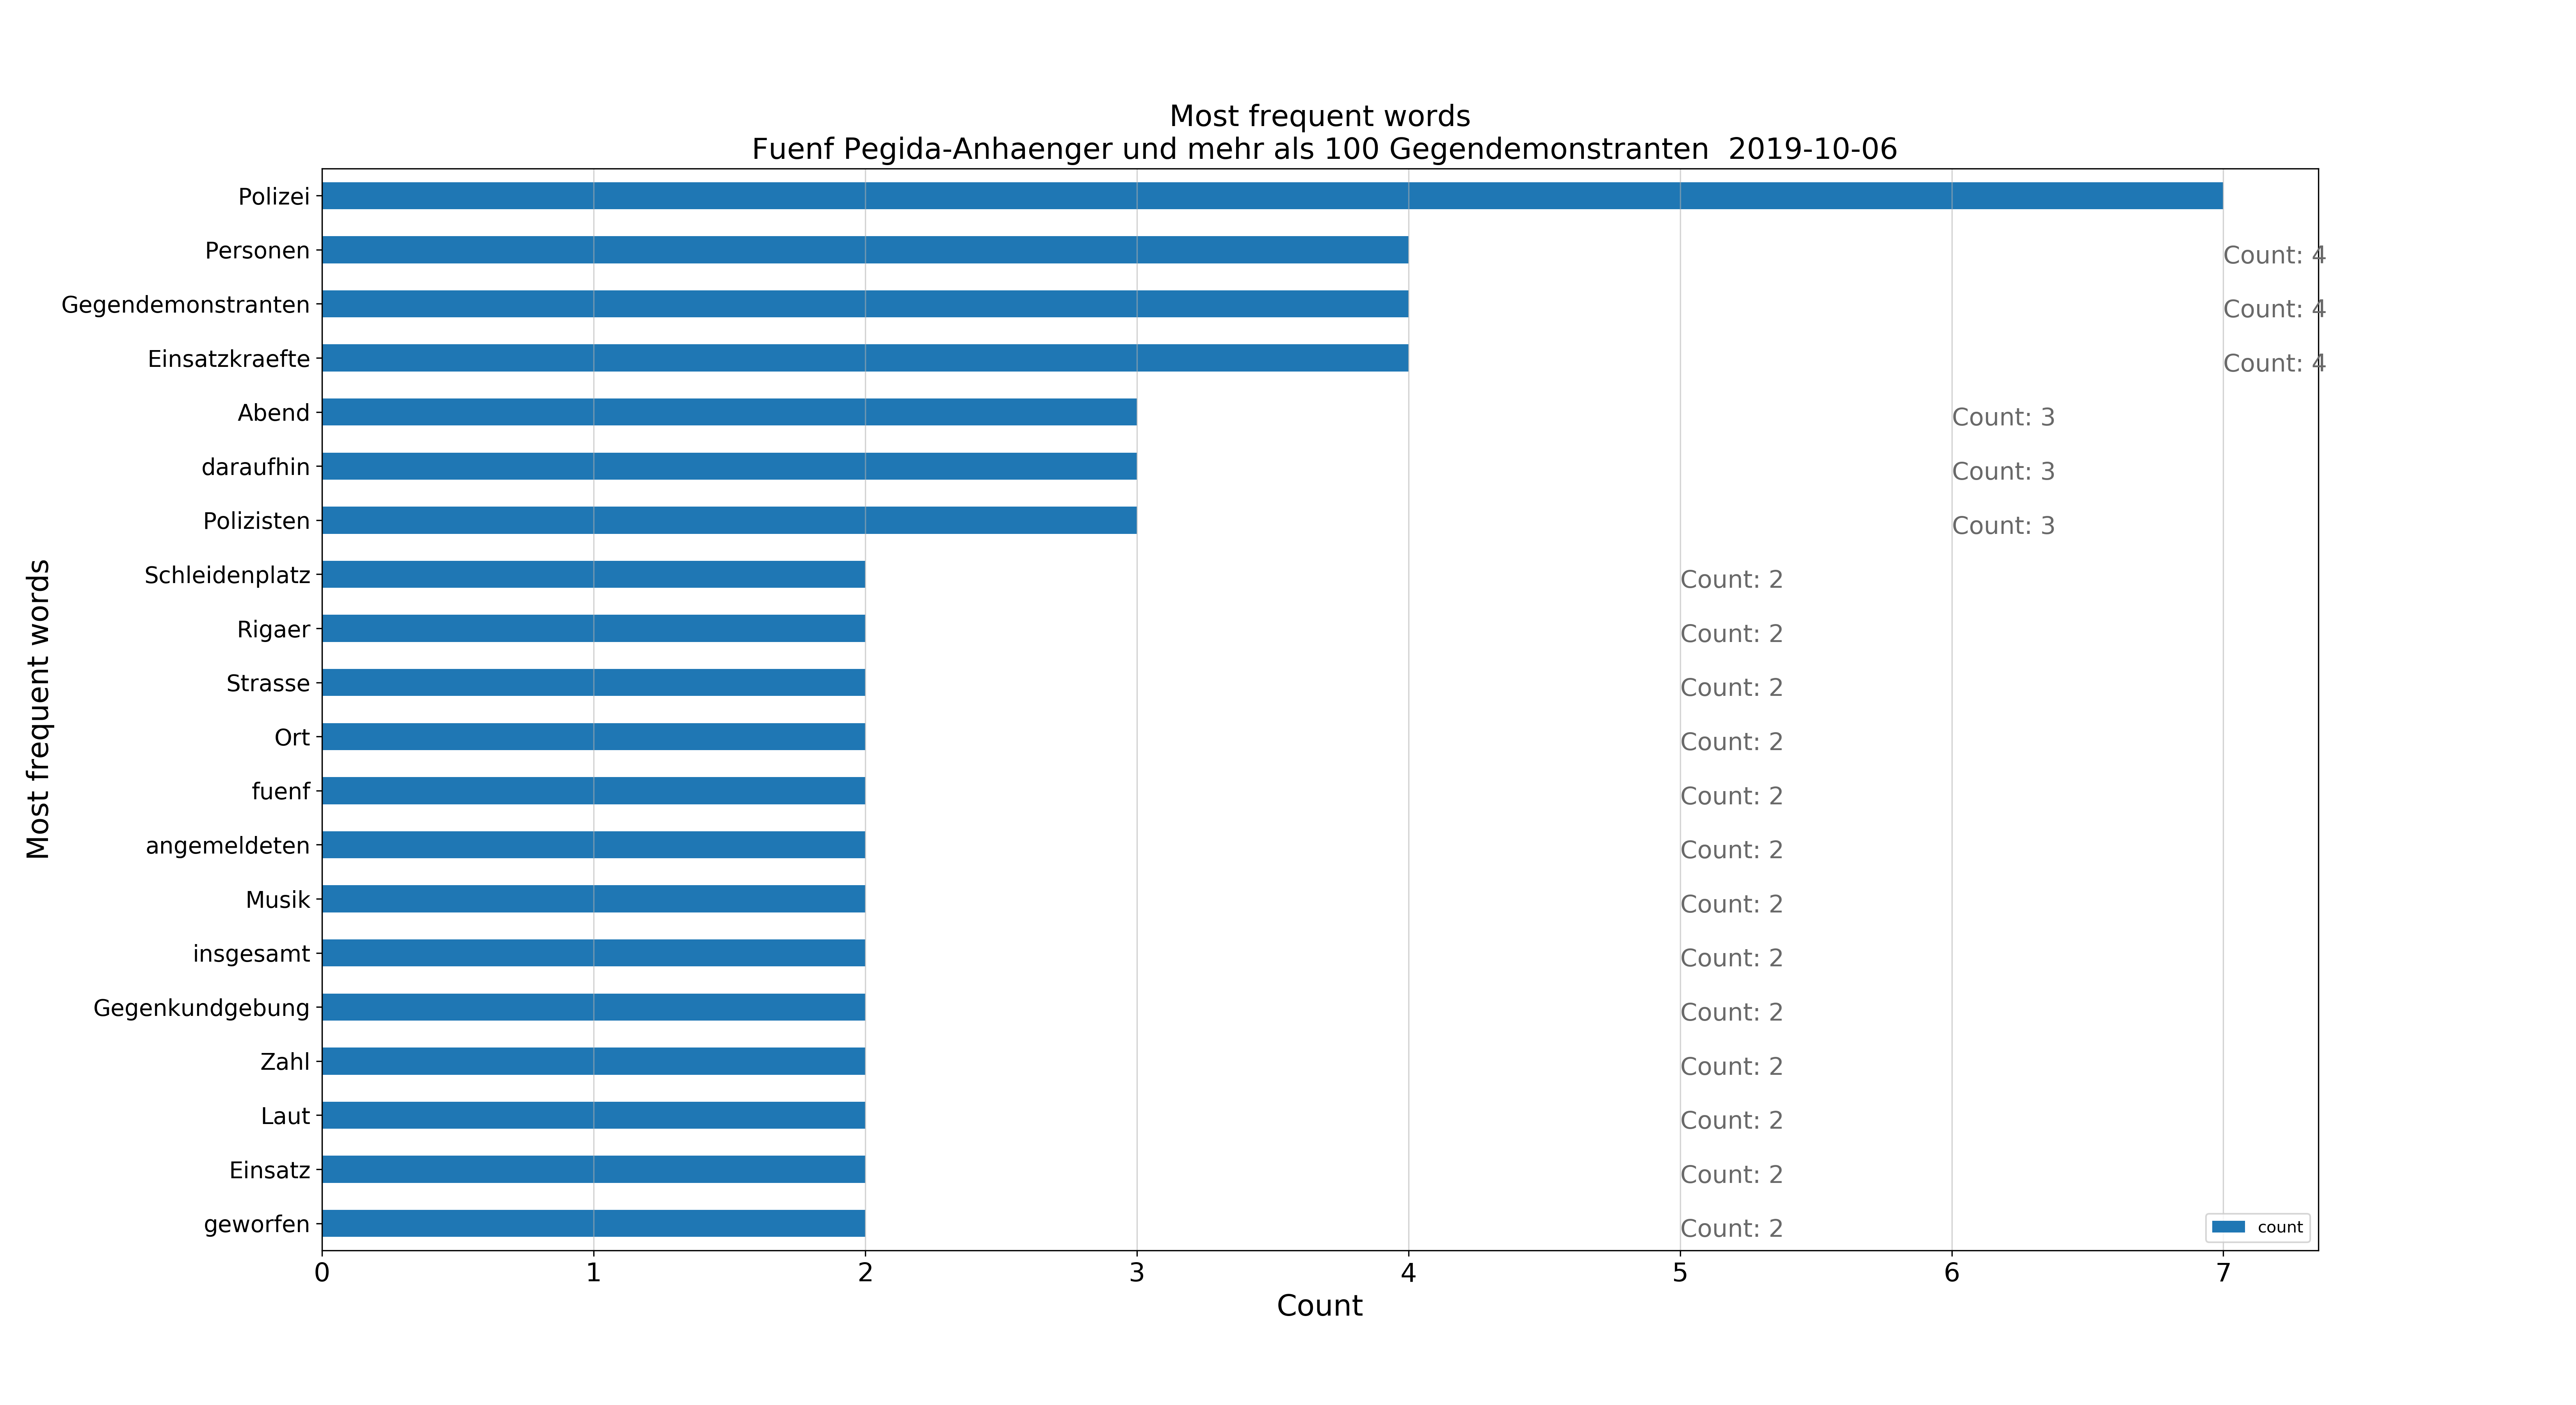 Most frequent words
Fuenf Pegida-Anhaenger und mehr als 100 Gegendemonstranten  2019-10-06
Most frequent words
Polizei
Personen Count: 4
Gegendemonstranten Count: 4
Einsatzkraefte Count: 4
Abend Count: 3
daraufhin Count: 3
Polizisten Count: 3
Schleidenplatz Count: 2
Rigaer Count: 2
Strasse Count: 2
Ort Count: 2
fuenf Count: 2
angemeldeten Count: 2
Musik Count: 2
insgesamt Count: 2
Gegenkundgebung Count: 2
Zahl Count: 2
Laut Count: 2
Einsatz Count: 2
geworfen Count: 2
count
0 1 2 3 4 5 6 7
Count